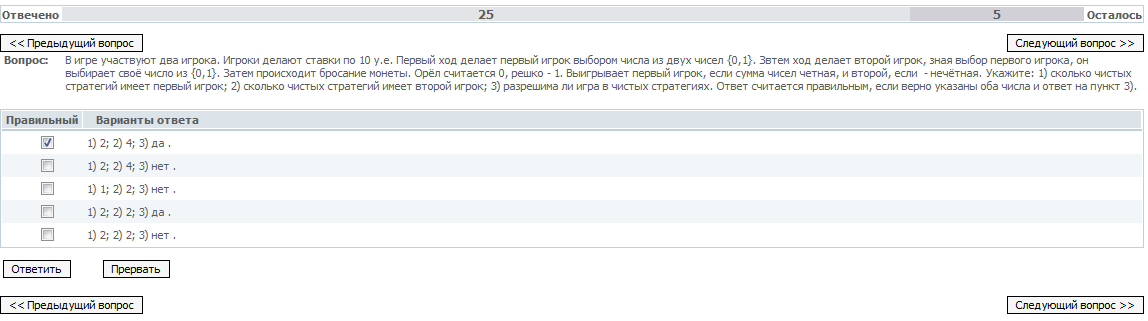 Отвечено 25 5 Осталось
<< Предыдущий вопрос Следующий вопрос >>
Вопрос: В игре участвуют два игрока. Игроки делают ставки по 10 у.е. Первый ход делает первый игрок выбором числа из двух чисел {0,1}. Звтем ход делает второй игрок, зная выбор первого игрока, он
выбирает своё число из {0,1}. Затем происходит бросание монеты. Орёл считается 0, решко - 1. Выигрывает первый игрок, если сумма чисел четная, и второй, если - нечётная. Укажите: 1) сколько чистых
стратегий имеет первый игрок; 2) сколько чистых стратегий имеет второй игрок; 3) разрешима ли игра в чистых стратегиях. Ответ считается правильным, если верно указаны оба числа и ответ на пункт 3).
Правильный Варианты ответа
1) 2; 2) 4; 3) да .
1) 2; 2) 4; 3) нет .
1) 1; 2) 2; 3) нет .
1) 2; 2) 2; 3) да .
1) 2; 2) 2; 3) нет .
Ответить Прервать
<< Предыдущий вопрос Следующий вопрос >>